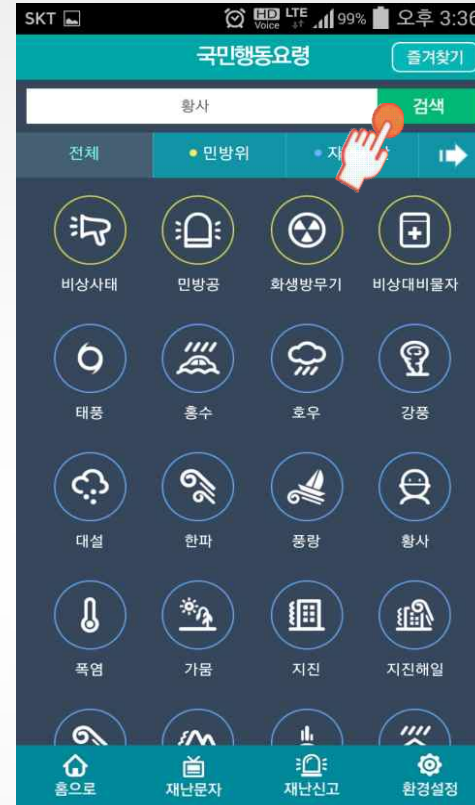 SKT HD Voice LTE 99% 오후 3:36
국민행동요령 즐겨찾기
황사 검색
전체 민방위
비상사태 민방공 화생방무기 비상대비물자
태풍 홍수 호우 강풍
대설 한파 풍랑 황사
폭염 가뭄 지진 지진해일
홈으로 재난문자 재난신고 환경설정